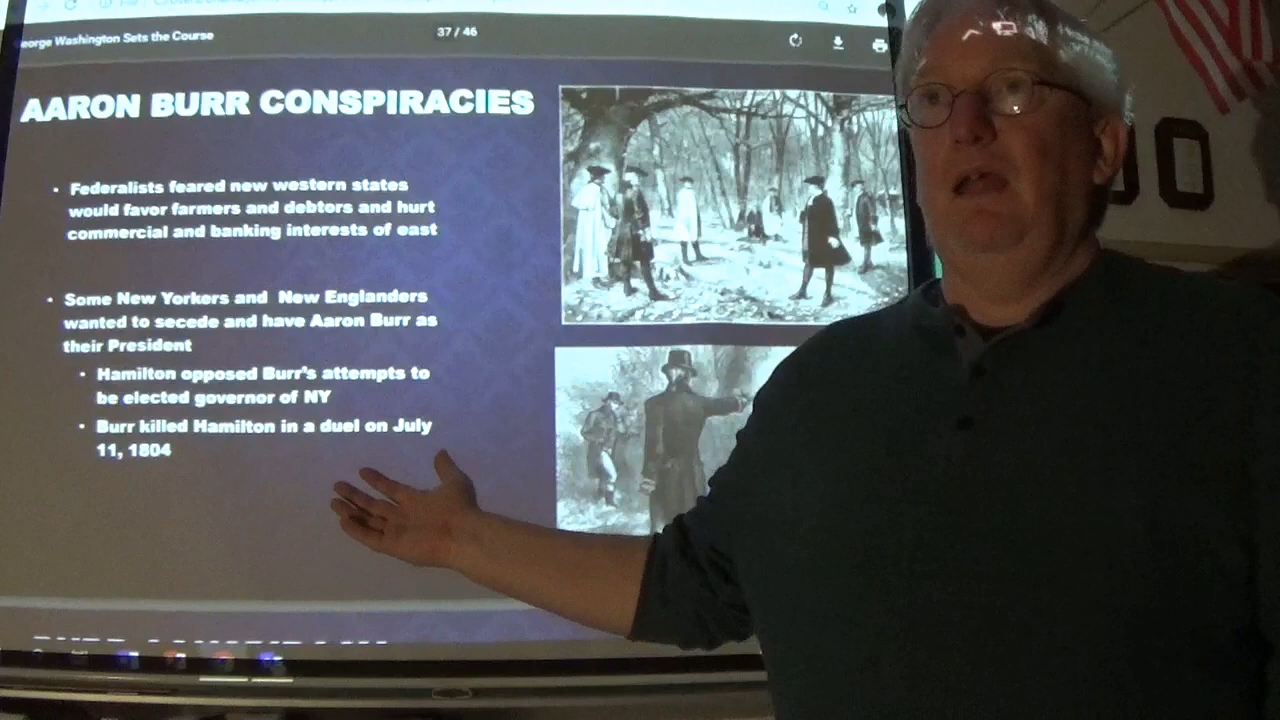 eorge Washington Sets the Course
37 / 46
AARON BURR CONSPIRACIES
• Federalists feared new western states
would favor farmers and debtors and hurt
commercial and banking interests of east
• Some New Yorkers and New Englanders
wanted to secede and have Aaron Burr as
their President
• Hamilton opposed Burr's attempts to
be elected governor of NY
• Burr killed Hamilton in a duel on July
11, 1804